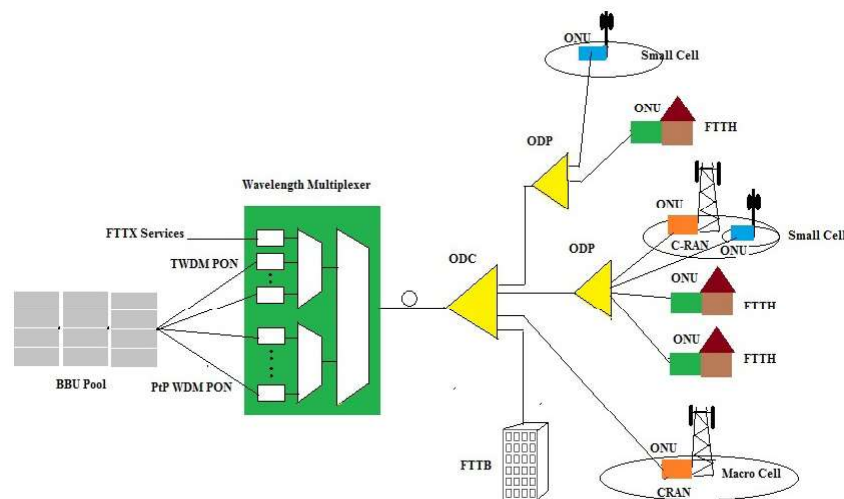 ONU
Small Cell
ONU
FTTH
ODP
Wavelength Multiplexer
ONU
FTTX Services
C-RAN
ONU
Small Cell
TWDM PON
ODC
ODP
ONU
FTTH
ONU
FTTH
BBU Pool
PtP WDM PON
ONU
FTTB
Macro Cell
CRAN